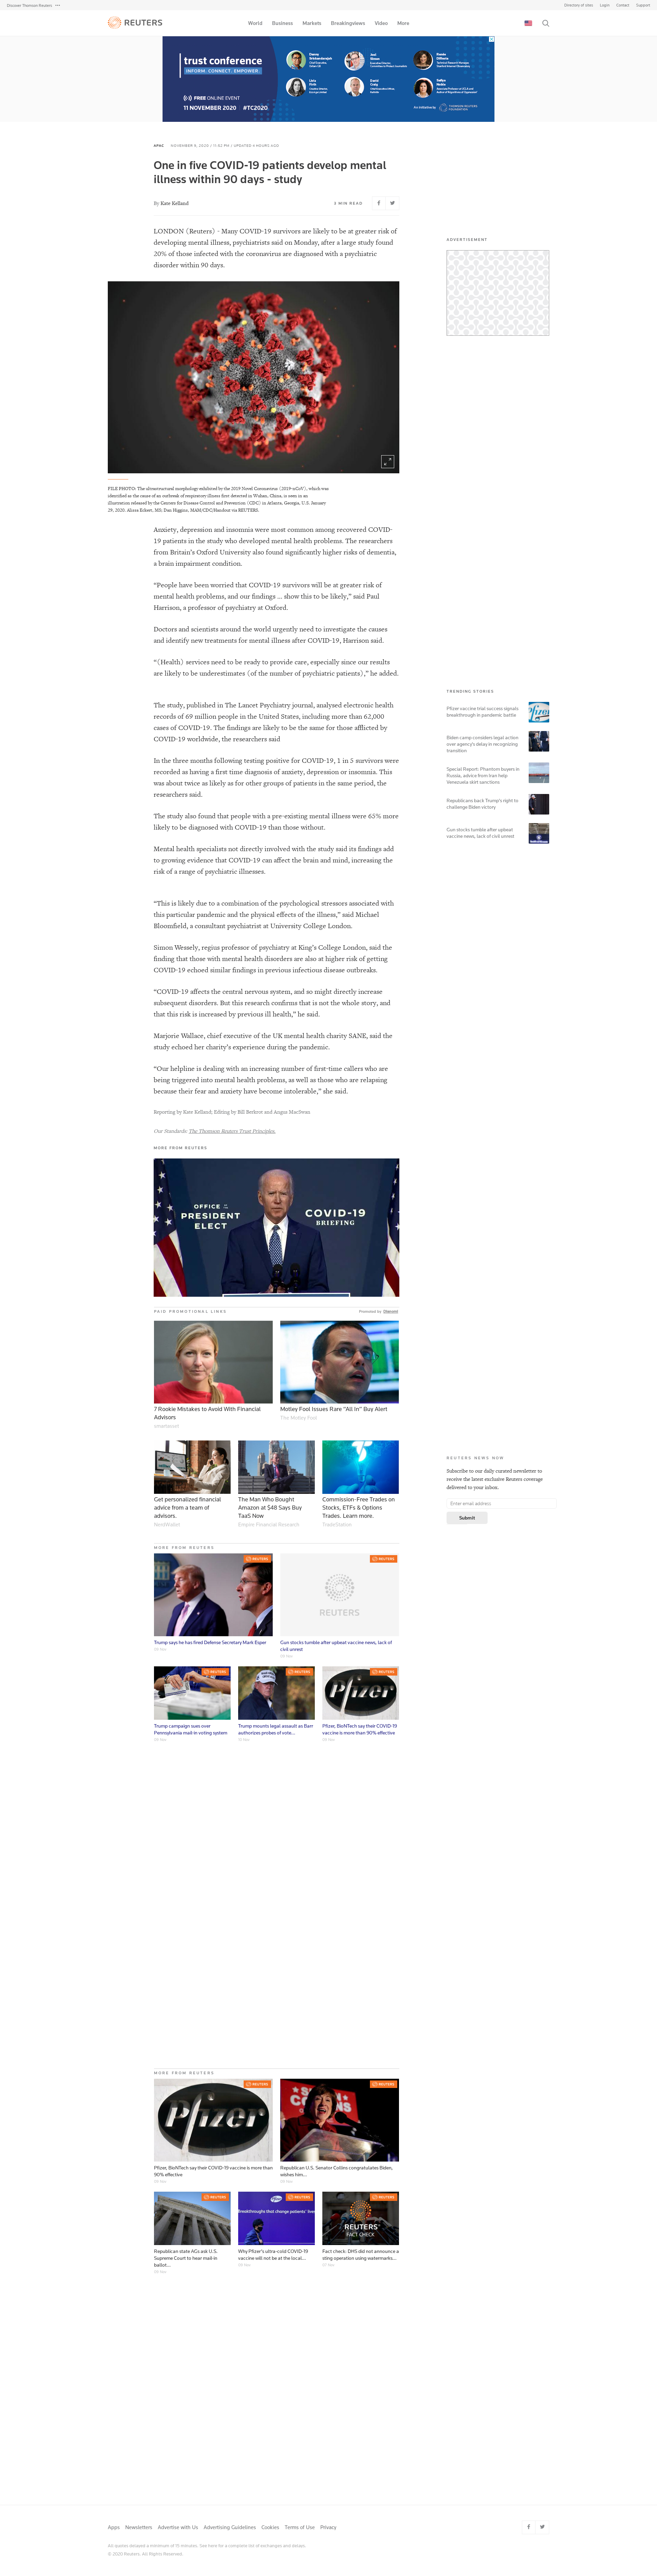 Discover Thomson Reuters
Directory of sites Login Contact Support
REUTERS
World Business Markets Breakingviews Video More
trust conference
INFORM. CONNECT. EMPOWER.
FREE ONLINE EVENT
11 NOVEMBER 2020 #TC2020
THOMSON REUTERS
FOUNDATION
APAC NOVEMBER 9, 2020 / 11:52 PM / UPDATED
One in five COVID-19 patients develop mental
illness within 90 days - study
By Kate Kelland
3 MIN READ
LONDON (Reuters) - Many COVID-19 survivors are likely to be at greater risk of
developing mental illness, psychiatrists said on Monday, after a large study found
20% of those infected with the coronavirus are diagnosed with a psychiatric
disorder within 90 days.
ADVERTISEMENT
FILE PHOTO: The ultrastructural morphology exhibited by the 2019 Novel Coronavirus (2019-nCoV), which was
identified as the cause of an outbreak of respiratory illness first detected in Wuhan, China, is seen in an
illustration released by the Centers for Disease Control and Prevention (CDC) in Atlanta, Georgia, U.S. January
29, 2020. Alissa Eckert, MS; Dan Higgins, MAM/CDC/Handout via REUTERS.
Anxiety, depression and insomnia were most common among recovered COVID-
19 patients in the study who developed mental health problems. The researchers
from Britain's Oxford University also found significantly higher risks of dementia,
a brain impairment condition.
“People have been worried that COVID-19 survivors will be at greater risk of
mental health problems, and our findings ... show this to be likely,” said Paul
Harrison, a professor of psychiatry at Oxford.
Doctors and scientists around the world urgently need to investigate the causes
and identify new treatments for mental illness after COVID-19, Harrison said.
“(Health) services need to be ready to provide care, especially since our results
are likely to be underestimates (of the number of psychiatric patients),” he added.
The study, published in The Lancet Psychiatry journal, analysed electronic health
records of 69 million people in the United States, including more than 62,000
cases of COVID-19. The findings are likely to be the same for those afflicted by
COVID-19 worldwide, the researchers said
In the three months following testing positive for COVID-19, 1 in 5 survivors were
recorded as having a first time diagnosis of anxiety, depression or insomnia. This
was about twice as likely as for other groups of patients in the same period, the
researchers said.
The study also found that people with a pre-existing mental illness were 65% more
likely to be diagnosed with COVID-19 than those without.
Mental health specialists not directly involved with the study said its findings add
to growing evidence that COVID-19 can affect the brain and mind, increasing the
risk of a range of psychiatric illnesses.
“This is likely due to a combination of the psychological stressors associated with
this particular pandemic and the physical effects of the illness,” said Michael
Bloomfield, a consultant psychiatrist at University College London.
Simon Wessely, regius professor of psychiatry at King's College London, said the
finding that those with mental health disorders are also at higher risk of getting
COVID-19 echoed similar findings in previous infectious disease outbreaks.
“COVID-19 affects the central nervous system, and so might directly increase
subsequent disorders. But this research confirms that is not the whole story, and
that this risk is increased by previous ill health,” he said.
Marjorie Wallace, chief executive of the UK mental health charity SANE, said the
study echoed her charity's experience during the pandemic.
“Our helpline is dealing with an increasing number of first-time callers who are
being triggered into mental health problems, as well as those who are relapsing
because their fear and anxiety have become intolerable,” she said.
Reporting by Kate Kelland; Editing by Bill Berkrot and Angus MacSwan
Our Standards: The Thomson Reuters Trust Principles.
TRENDING STORIES
Pfizer vaccine trial success signals
breakthrough in pandemic battle
Biden camp considers legal action
over agency's delay in recognizing
transition
Special Report: Phantom buyers in
Russia, advice from Iran help
Venezuela skirt sanctions
Republicans back Trump's right to
challenge Biden victory
Gun stocks tumble after upbeat
vaccine news, lack of civil unrest
MORE FROM REUTERS
OFFICE OF THE
PRESIDENT
ELECT
COVID-19
BRIEFING
PAID PROMOTIONAL LINKS
Promoted by Dianomi
7 Rookie Mistakes to Avoid With Financial
Advisors
smartasset
Motley Fool Issues Rare "All In" Buy Alert
The Motley Fool
Get personalized financial
advice from a team of
advisors.
NerdWallet
The Man Who Bought
Amazon at $48 Says Buy
TaaS Now
Empire Financial Research
Commission-Free Trades on
Stocks, ETFs & Options
Trades. Learn more.
TradeStation
REUTERS NEWS NOW
Subscribe to our daily curated newsletter to
receive the latest exclusive Reuters coverage
delivered to your inbox.
Enter email address
Submit
MORE FROM REUTERS
REUTERS
REUTERS
REUTERS
Trump says he has fired Defense Secretary Mark Esper
09 Nov
Gun stocks tumble after upbeat vaccine news, lack of
civil unrest
09 Nov
REUTERS
REUTERS
REUTERS
Pfizer
Trump campaign sues over
Pennsylvania mail-in voting system
Trump mounts legal assault as Barr
authorizes probes of vote...
Pfizer, BioNTech say their COVID-19
vaccine is more than 90% effective
MORE FROM REUTERS
REUTERS
REUTERS
Pfizer
Pfizer, BioNTech say their COVID-19 vaccine is more than
90% effective
Republican U.S. Senator Collins congratulates Biden,
wishes him...
REUTERS
REUTERS
REUTERS
Breakthroughs that change patients' lives
REUTERS
FACT CHECK
Republican state AGs ask U.S.
Supreme Court to hear mail-in
ballot...
Why Pfizer's ultra-cold COVID-19
vaccine will not be at the local...
Fact check: DHS did not announce a
sting operation using watermarks...
Apps Newsletters Advertise with Us Advertising Guidelines Cookies Terms of Use Privacy
All quotes delayed a minimum of 15 minutes. See here for a complete list of exchanges and delays.
© 2020 Reuters. All Rights Reserved.